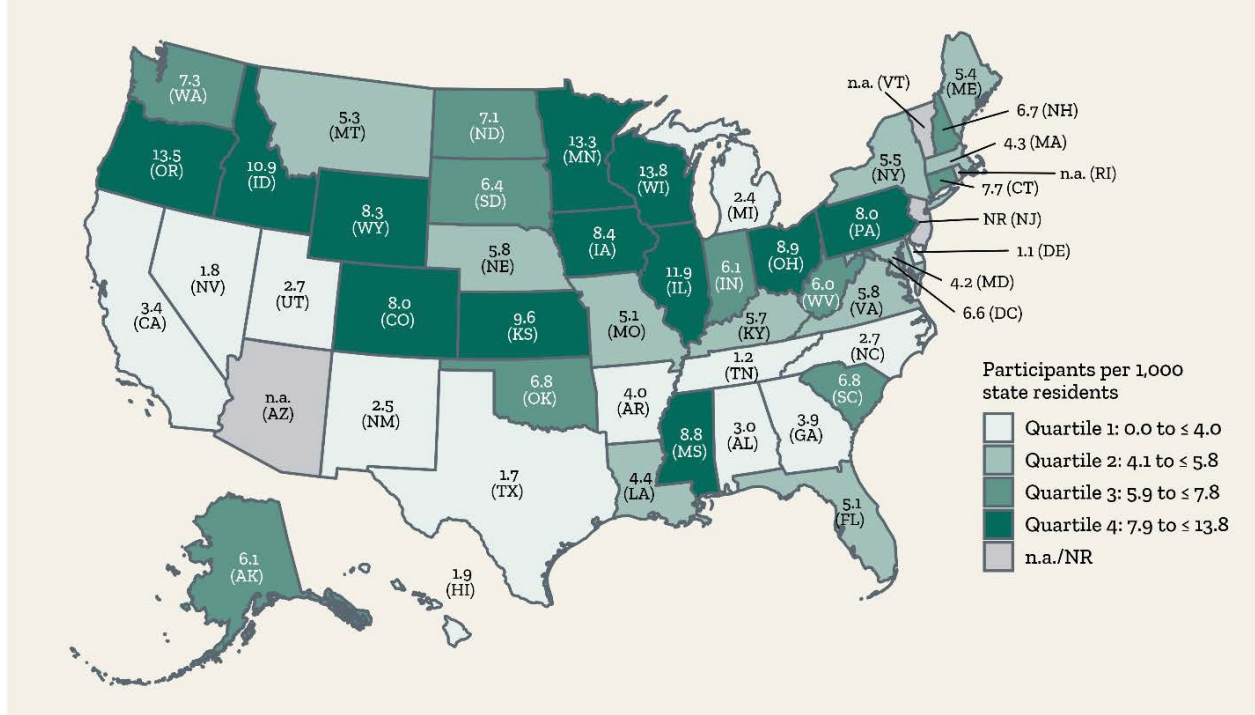 7.3
(WA)
13.5
(OR)
10.9
(ID)
5.3
(MT)
8.3
(WY)
7.1
(ND)
6.4
(SD)
5.8
(NE)
13.3
(MN)
13.8
(WI)
8.4
(IA)
2.4
(MI)
11.9
(IL)
6.1
(IN)
8.9
(OH)
8.0
(PA)
5.5
(NY)
n.a. (VT)
5.4
(ME)
6.7 (NH)
4.3 (MA)
n.a. (RI)
7.7 (CT)
NR (NJ)
1.1 (DE)
4.2 (MD)
6.6 (DC)
3.4
(CA)
1.8
(NV)
2.7
(UT)
8.0
(CO)
9.6
(KS)
5.1
(MO)
5.7
(KY)
6.0
(WV)
5.8
(VA)
2.7
(NC)
1.2
(TN)
6.8
(SC)
n.a.
(AZ)
2.5
(NM)
6.8
(OK)
4.0
(AR)
8.8
(MS)
3.0
(AL)
3.9
(GA)
1.7
(TX)
4.4
(LA)
5.1
(FL)
6.1
(AK)
1.9
(HI)
Participants per 1,000
state residents
Quartile 1: 0.0 to ≤ 4.0
Quartile 2: 4.1 to ≤ 5.8
Quartile 3: 5.9 to ≤ 7.8
Quartile 4: 7.9 to ≤ 13.8
n.a./NR